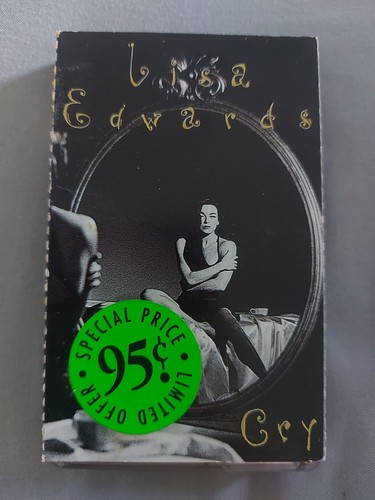 Lisa
Edwards
SPECIAL PRICE
95¢
LIMITED OFFER
Cry